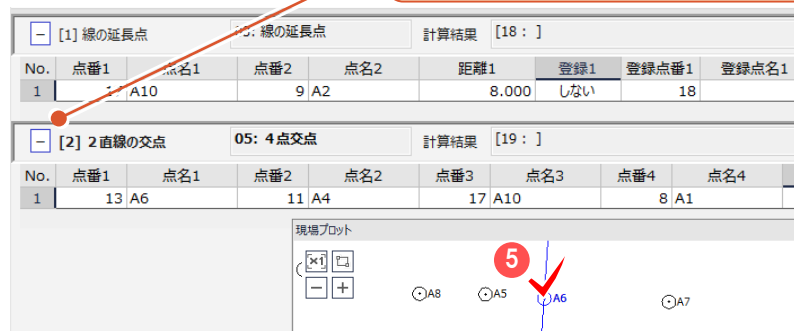 [1] 線の延長点 線の延長点 計算結果 [18 : ]
No. 点番1 点名1 点番2 点名2 距離1 登録1 登録点番1 登録点名1
1 A10 9 A2 8.000 しない 18
[2] 2直線の交点 05: 4点交点 計算結果 [19 : ]
No. 点番1 点名1 点番2 点名2 点番3 点名3 点番4 点名4
1 13 A6 11 A4 17 A10 8 A1
現場プロット
×1
5
A8 A5 A6 A7